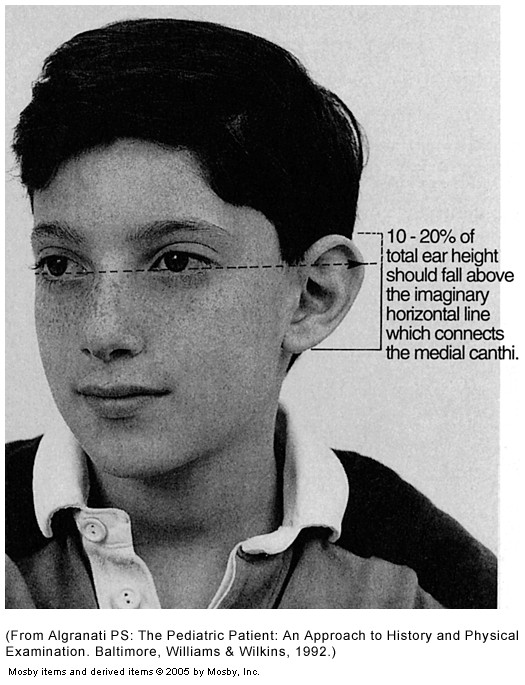 10 - 20% of
total ear height
should fall above
the imaginary
horizontal line
which connects
the medial canthi.
(From Algranati PS: The Pediatric Patient: An Approach to History and Physical
Examination. Baltimore, Williams & Wilkins, 1992.)
Mosby items and derived items © 2005 by Mosby, Inc.